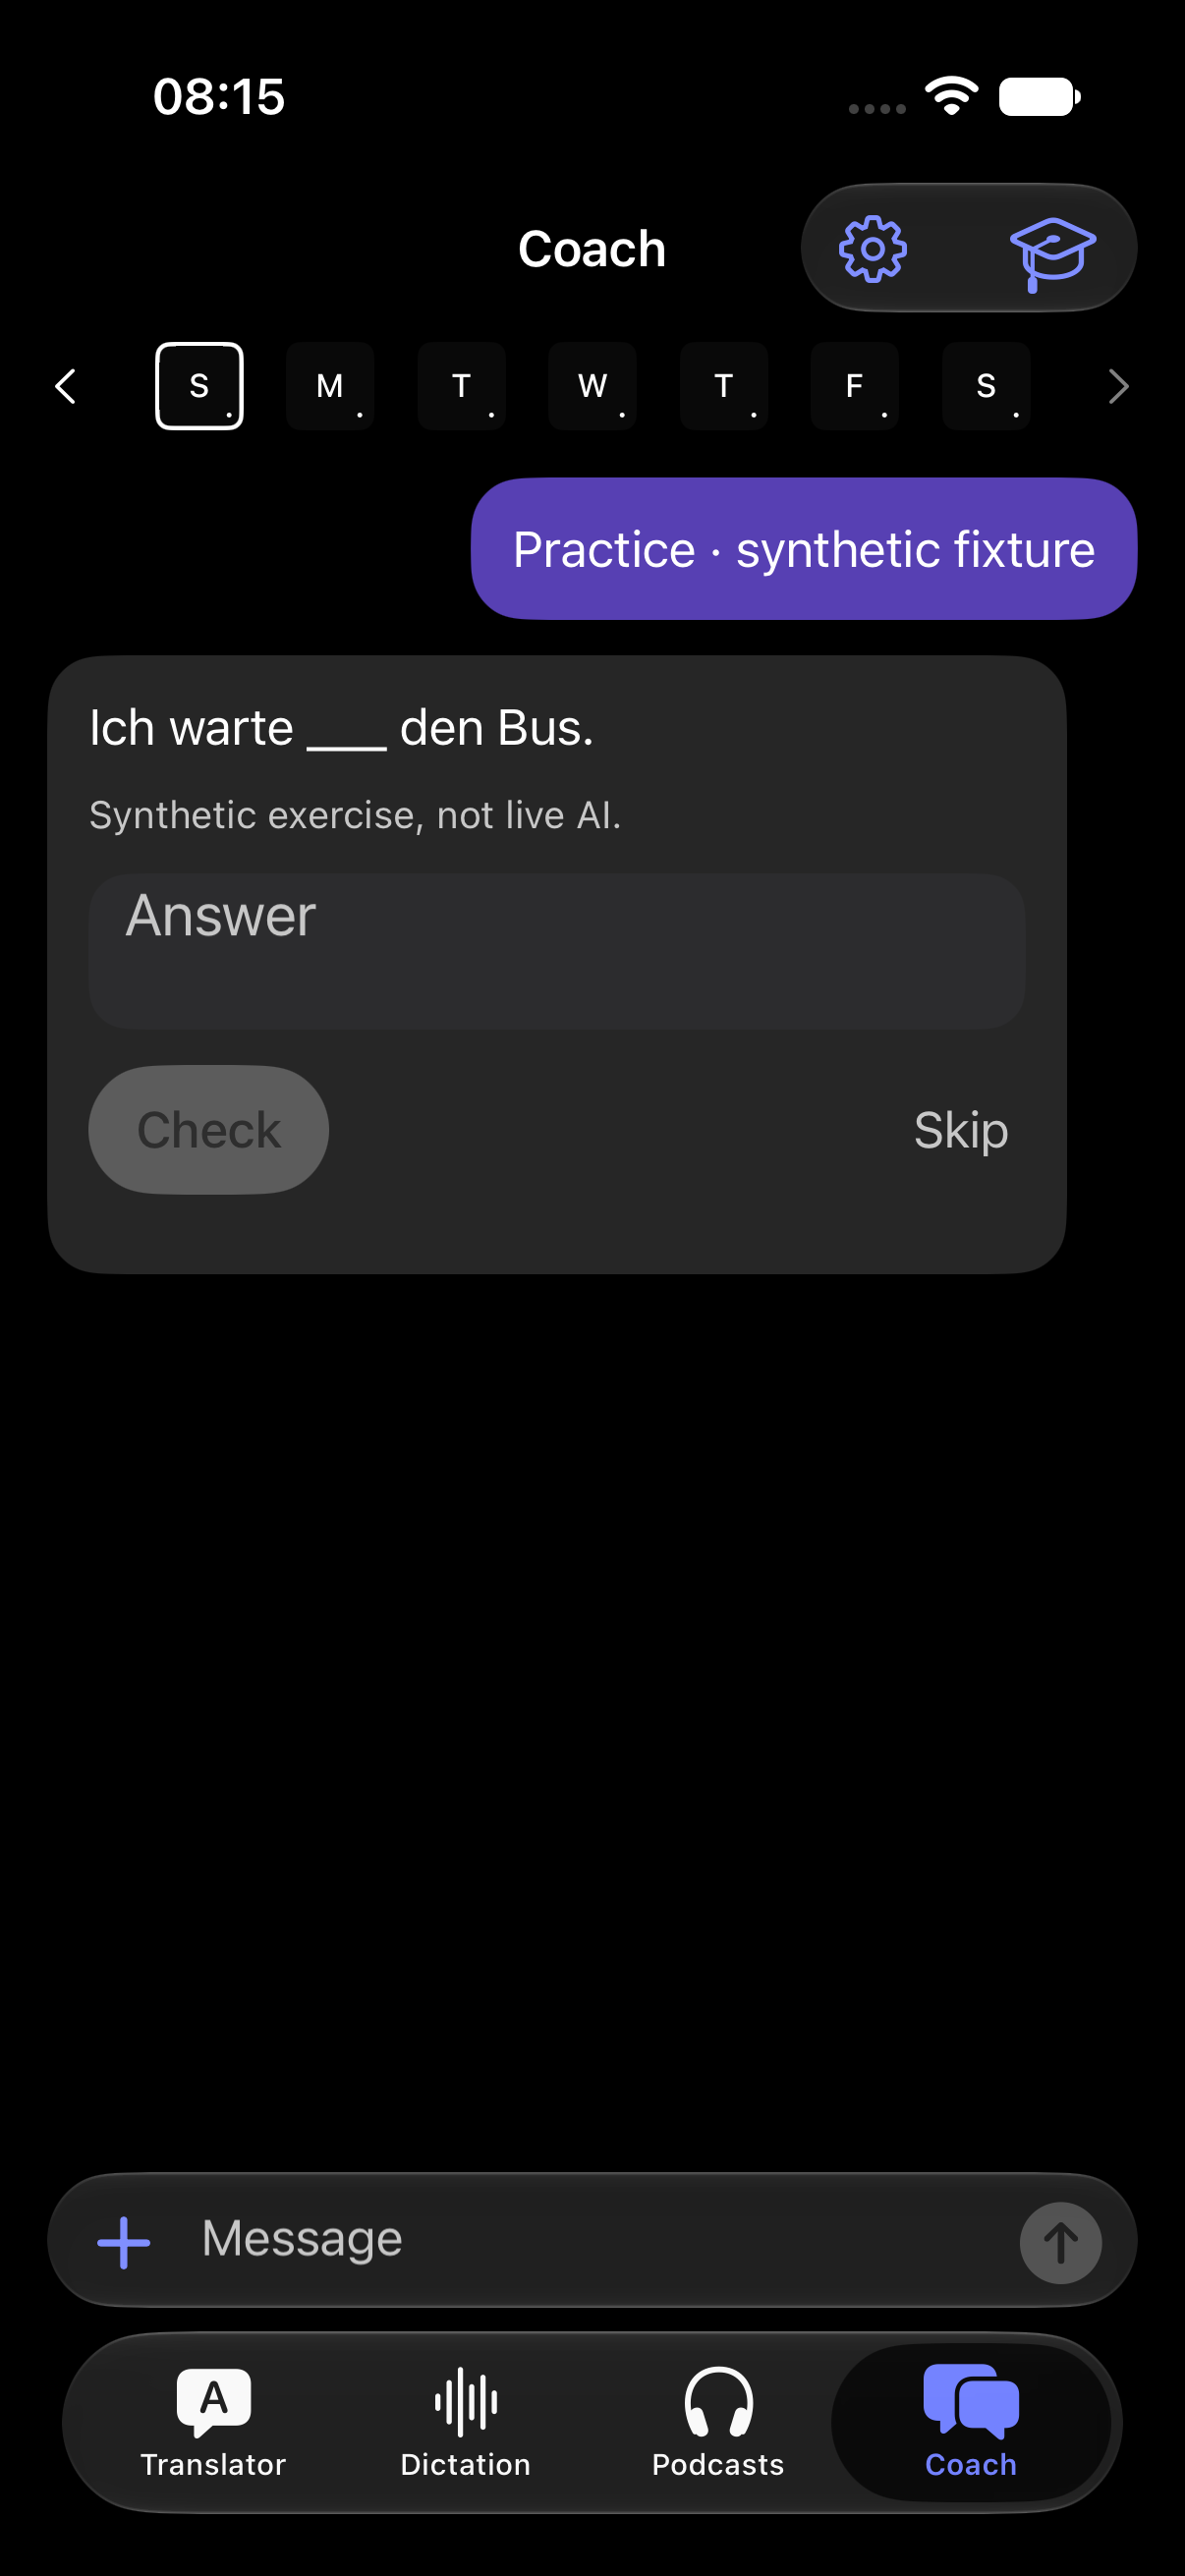 08:15
Coach
S M T W T F S
Practice · synthetic fixture
Ich warte ____ den Bus.
Synthetic exercise, not live AI.
Answer
Check Skip
Message
A
Translator Dictation Podcasts Coach